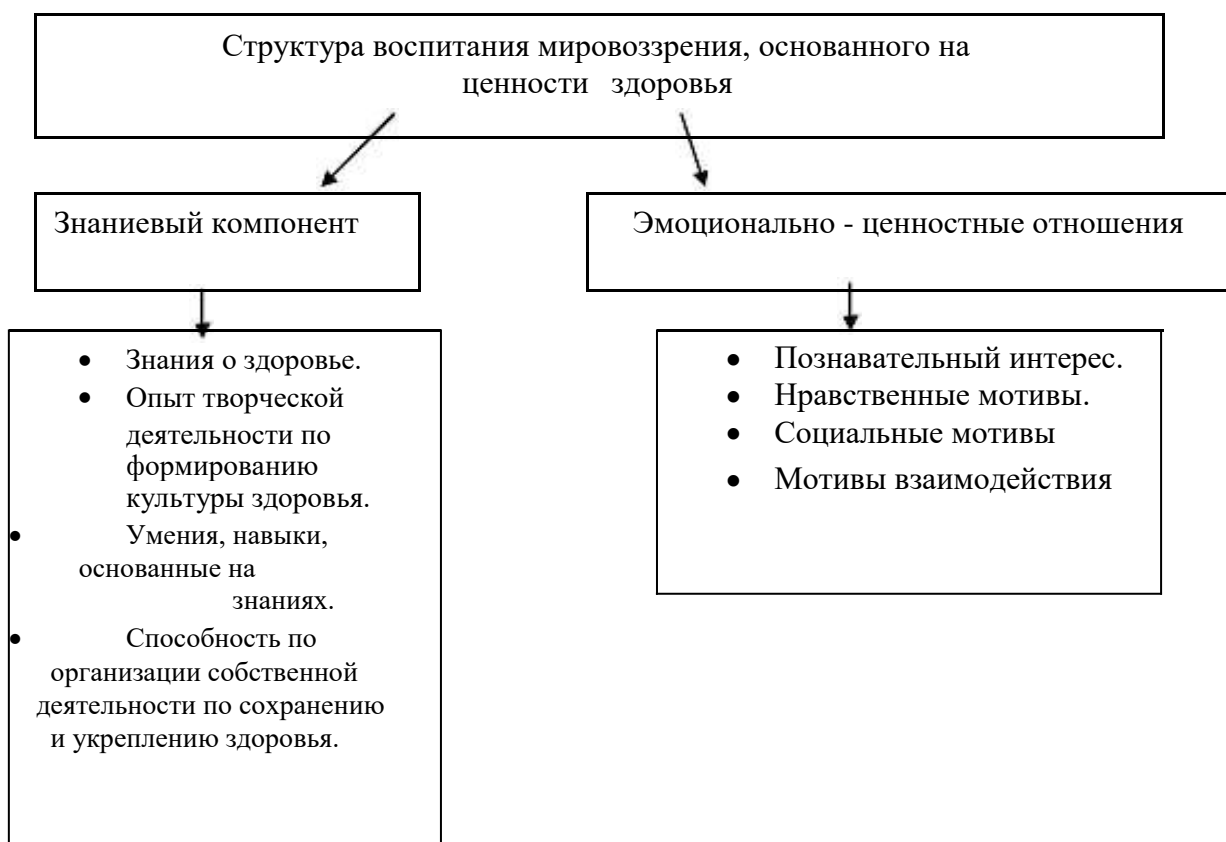 Структура воспитания мировоззрения, основанного на
ценности здоровья
Знаниевый компонент
Эмоционально - ценностные отношения
• Знания о здоровье.
• Опыт творческой
деятельности по
формированию
культуры здоровья.
• Умения, навыки,
основанные на
знаниях.
• Способность по
организации собственной
деятельности по сохранению
и укреплению здоровья.
• Познавательный интерес.
• Нравственные мотивы.
• Социальные мотивы
• Мотивы взаимодействия